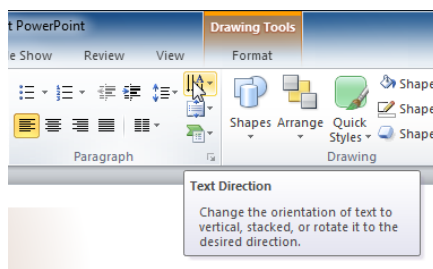 t PowerPoint
Drawing Tools
e Show Review View Format
Shape
Shape
Shapes Arrange Quick
Styles Shape
Paragraph Drawing
Text Direction
Change the orientation of text to
vertical, stacked, or rotate it to the
desired direction.